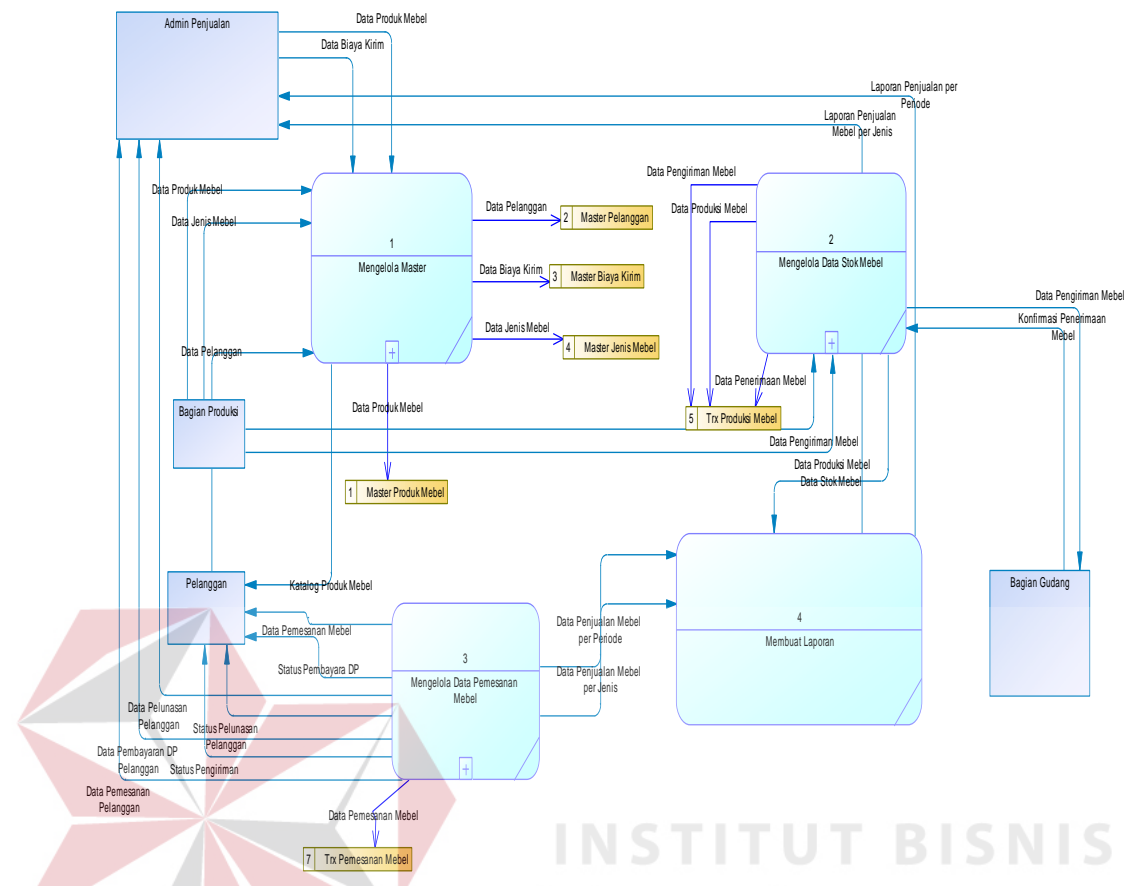 Admin Penjualan
Data Produk Mebel
Data Biaya Kirim
Laporan Penjualan per
Periode
Laporan Penjualan
Mebel per Jenis
Data Produk Mebel
Data Jenis Mebel
Data Pelanggan
1
Mengelola Master
Data Pelanggan
2 Master Pelanggan
Data Biaya Kirim
3 Master Biaya Kirim
Data Jenis Mebel
4 Master Jenis Mebel
Data Pengiriman Mebel
Data Produksi Mebel
2
Mengelola Data Stok Mebel
Data Pengiriman Mebel
Konfirmasi Penerimaan
Mebel
Data Penerimaan Mebel
5 Trx Produksi Mebel
Bagian Produksi
Data Produk Mebel
1 Master Produk Mebel
Data Pengiriman Mebel
Data Produksi Mebel
Data Stok Mebel
Pelanggan
Katalog Produk Mebel
Data Pemesanan Mebel
Status Pembayara DP
3
Mengelola Data Pemesanan
Mebel
Data Penjualan Mebel
per Periode
Data Penjualan Mebel
per Jenis
4
Membuat Laporan
Bagian Gudang
Data Pelunasan
Pelanggan
Status Pelunasan
Pelanggan
Data Pembayaran DP
Pelanggan
Status Pengiriman
Data Pemesanan
Pelanggan
Data Pemesanan Mebel
7 Trx Pemesanan Mebel
INSTITUT BISNIS